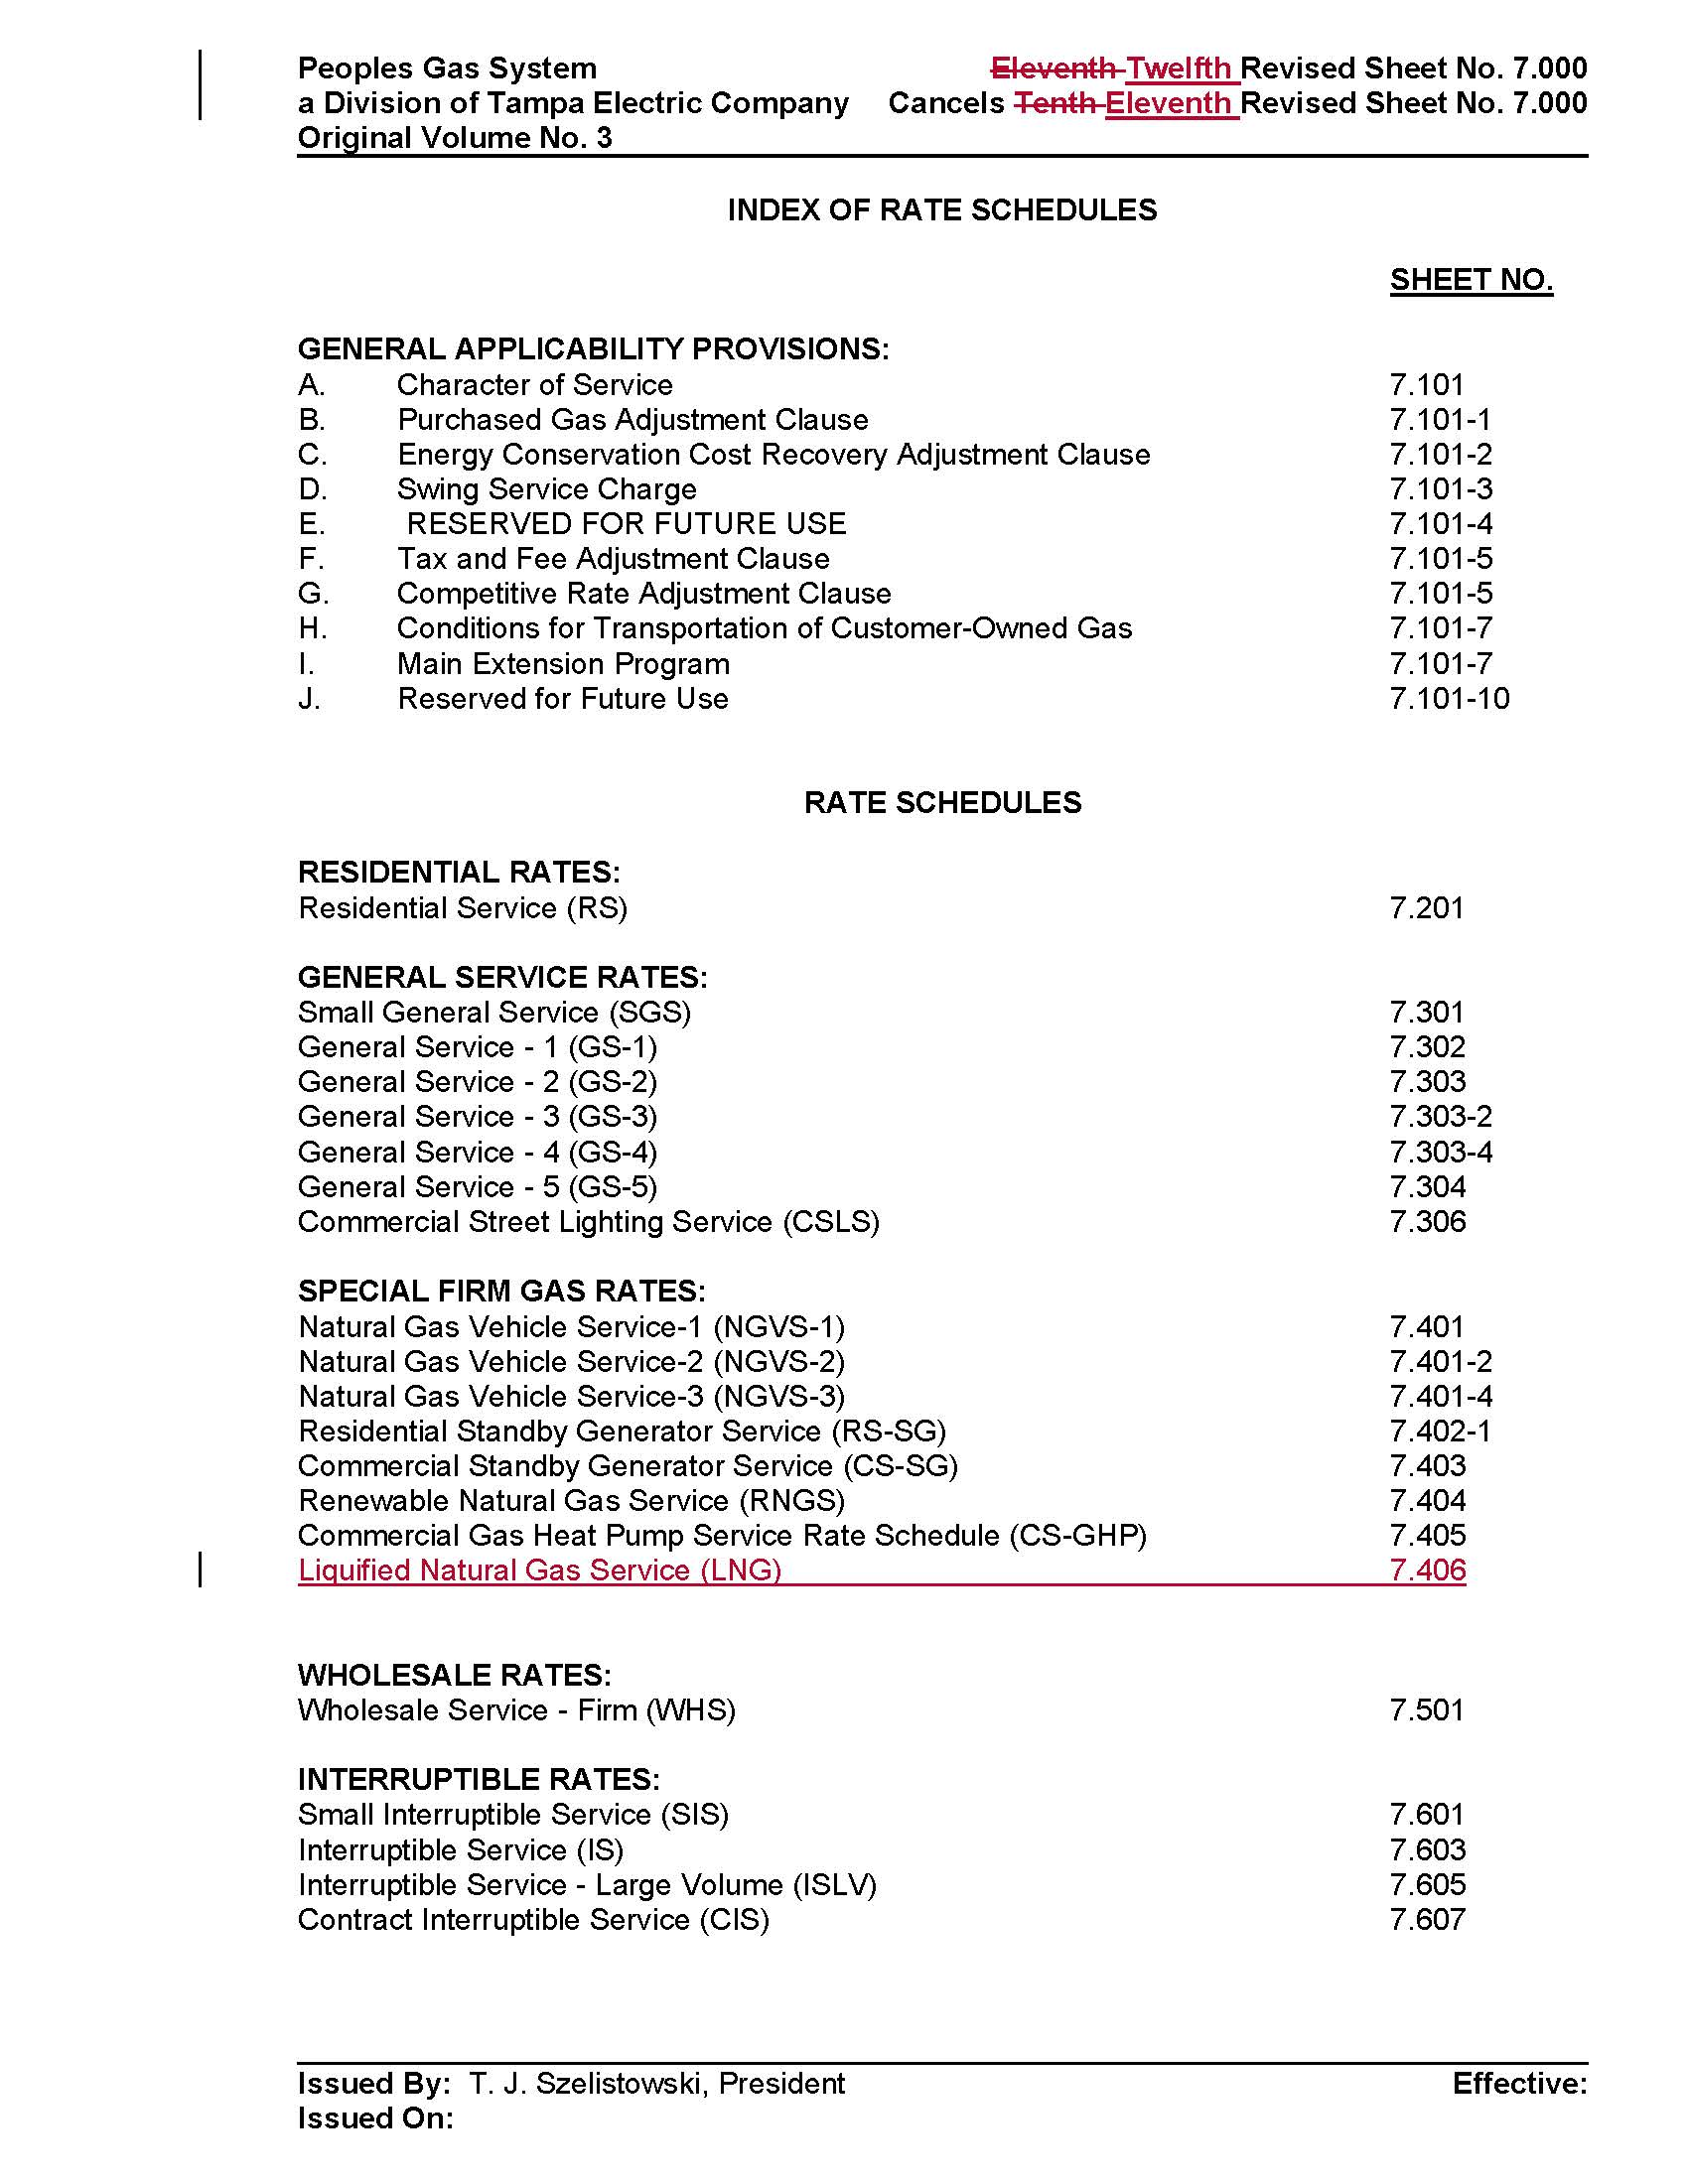 Peoples Gas System Eleventh Twelfth Revised Sheet No. 7.000
a Division of Tampa Electric Company Cancels Tenth Eleventh Revised Sheet No. 7.000
Original Volume No. 3
INDEX OF RATE SCHEDULES
SHEET NO.
GENERAL APPLICABILITY PROVISIONS:
A. Character of Service 7.101
B. Purchased Gas Adjustment Clause 7.101-1
C. Energy Conservation Cost Recovery Adjustment Clause 7.101-2
D. Swing Service Charge 7.101-3
E. RESERVED FOR FUTURE USE 7.101-4
F. Tax and Fee Adjustment Clause 7.101-5
G. Competitive Rate Adjustment Clause 7.101-5
H. Conditions for Transportation of Customer-Owned Gas 7.101-7
I. Main Extension Program 7.101-7
J. Reserved for Future Use 7.101-10
RATE SCHEDULES
RESIDENTIAL RATES:
Residential Service (RS) 7.201
GENERAL SERVICE RATES:
Small General Service (SGS) 7.301
General Service - 1 (GS-1) 7.302
General Service - 2 (GS-2) 7.303
General Service - 3 (GS-3) 7.303-2
General Service - 4 (GS-4) 7.303-4
General Service - 5 (GS-5) 7.304
Commercial Street Lighting Service (CSLS) 7.306
SPECIAL FIRM GAS RATES:
Natural Gas Vehicle Service-1 (NGVS-1) 7.401
Natural Gas Vehicle Service-2 (NGVS-2) 7.401-2
Natural Gas Vehicle Service-3 (NGVS-3) 7.401-4
Residential Standby Generator Service (RS-SG) 7.402-1
Commercial Standby Generator Service (CS-SG) 7.403
Renewable Natural Gas Service (RNGS) 7.404
Commercial Gas Heat Pump Service Rate Schedule (CS-GHP) 7.405
Liquified Natural Gas Service (LNG) 7.406
WHOLESALE RATES:
Wholesale Service - Firm (WHS) 7.501
INTERRUPTIBLE RATES:
Small Interruptible Service (SIS) 7.601
Interruptible Service (IS) 7.603
Interruptible Service - Large Volume (ISLV) 7.605
Contract Interruptible Service (CIS) 7.607
Issued By: T. J. Szelistowski, President Effective:
Issued On: